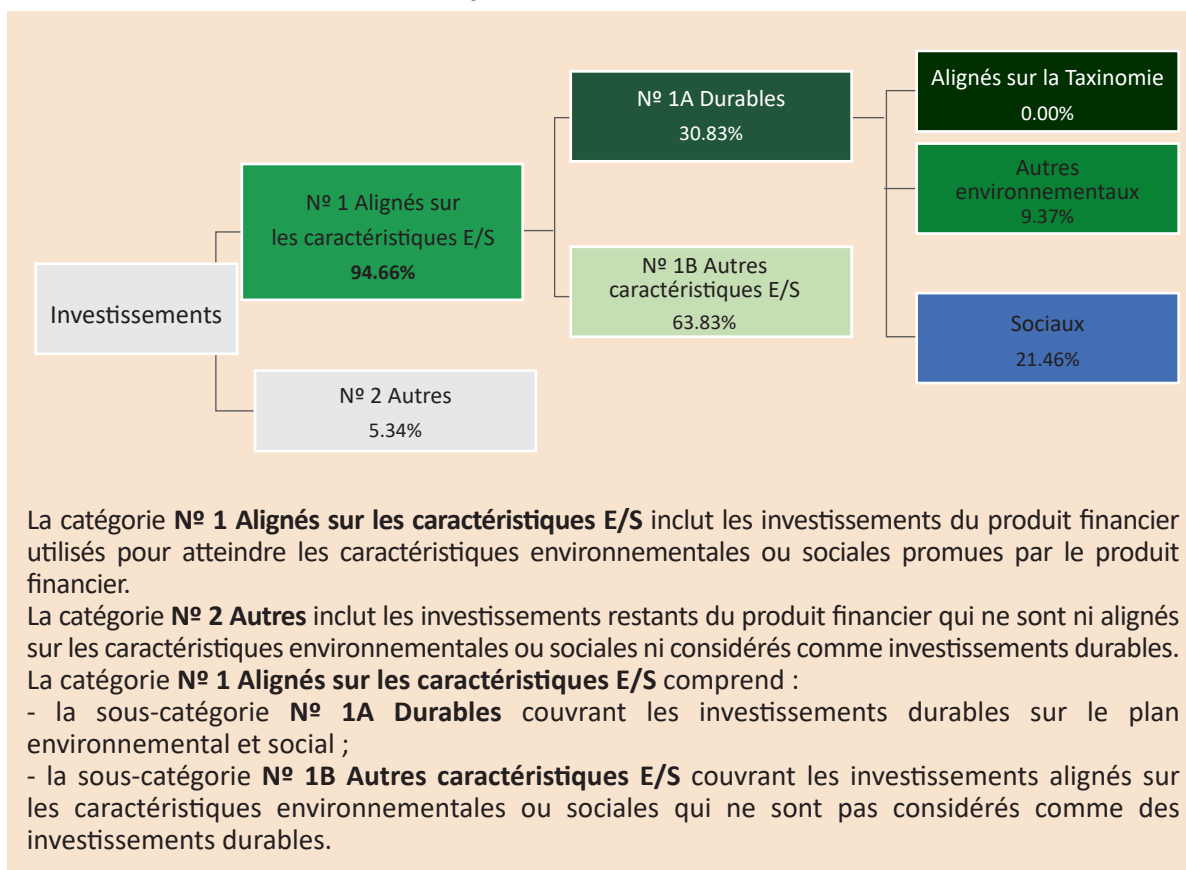 Investissements
Nº 1 Alignés sur
les caractéristiques E/S
94.66%
Nº 2 Autres
5.34%
Nº 1A Durables
30.83%
Nº 1B Autres
caractéristiques E/S
63.83%
Alignés sur la Taxinomie
0.00%
Autres
environnementaux
9.37%
Sociaux
21.46%
La catégorie Nº 1 Alignés sur les caractéristiques E/S inclut les investissements du produit financier
utilisés pour atteindre les caractéristiques environnementales ou sociales promues par le produit
financier.
La catégorie Nº 2 Autres inclut les investissements restants du produit financier qui ne sont ni alignés
sur les caractéristiques environnementales ou sociales ni considérés comme investissements durables.
La catégorie Nº 1 Alignés sur les caractéristiques E/S comprend :
- la sous-catégorie Nº 1A Durables couvrant les investissements durables sur le plan
environnemental et social ;
- la sous-catégorie Nº 1B Autres caractéristiques E/S couvrant les investissements alignés sur
les caractéristiques environnementales ou sociales qui ne sont pas considérés comme des
investissements durables.